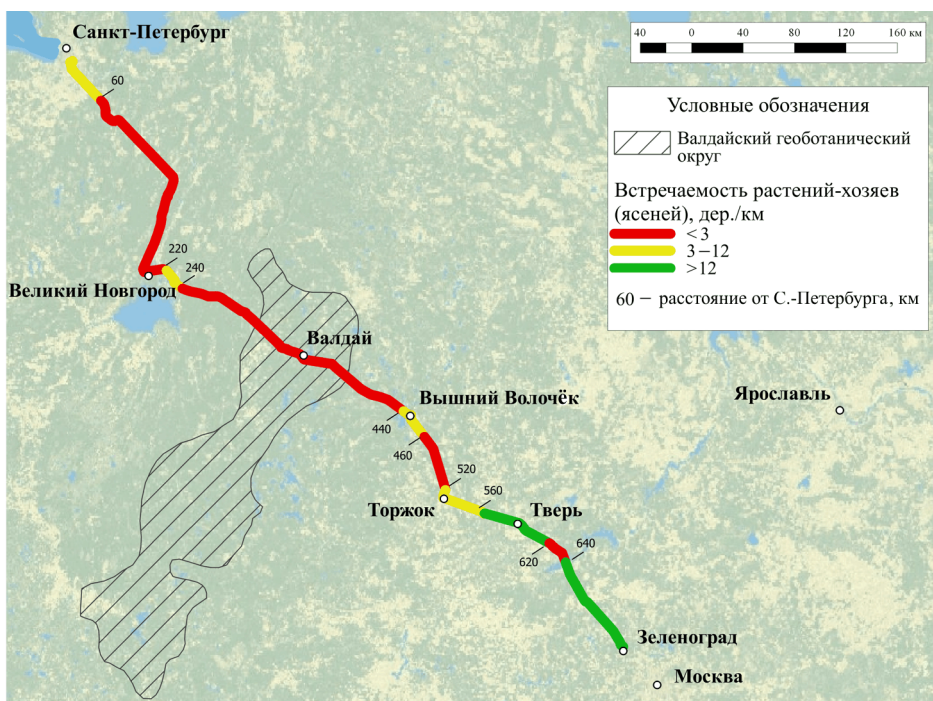 Санкт-Петербург
40 0 40 80 120 160 км
60
Условные обозначения
Валдайский геоботанический
округ
Встречаемость растений-хозяев
(ясеней), дер./км
< 3
3 – 12
>12
60 – расстояние от С.-Петербурга, км
220
240
Великий Новгород
Валдай
Вышний Волочёк
Ярославль
440
460
520
560
Торжок
Тверь
620
640
Зеленоград
Москва